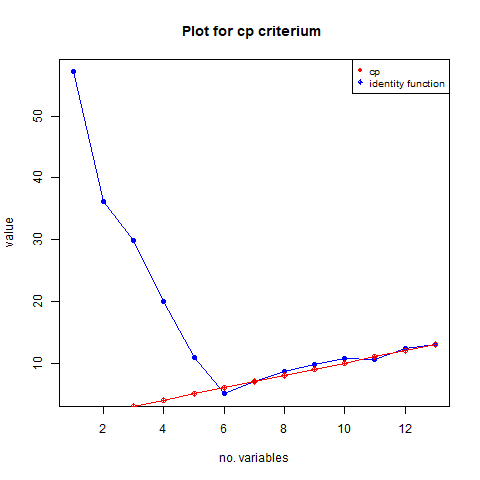 Plot for cp criterium
cp
identity function
50
40
30
20
10
value
2
4
6
8
10
12
no. variables